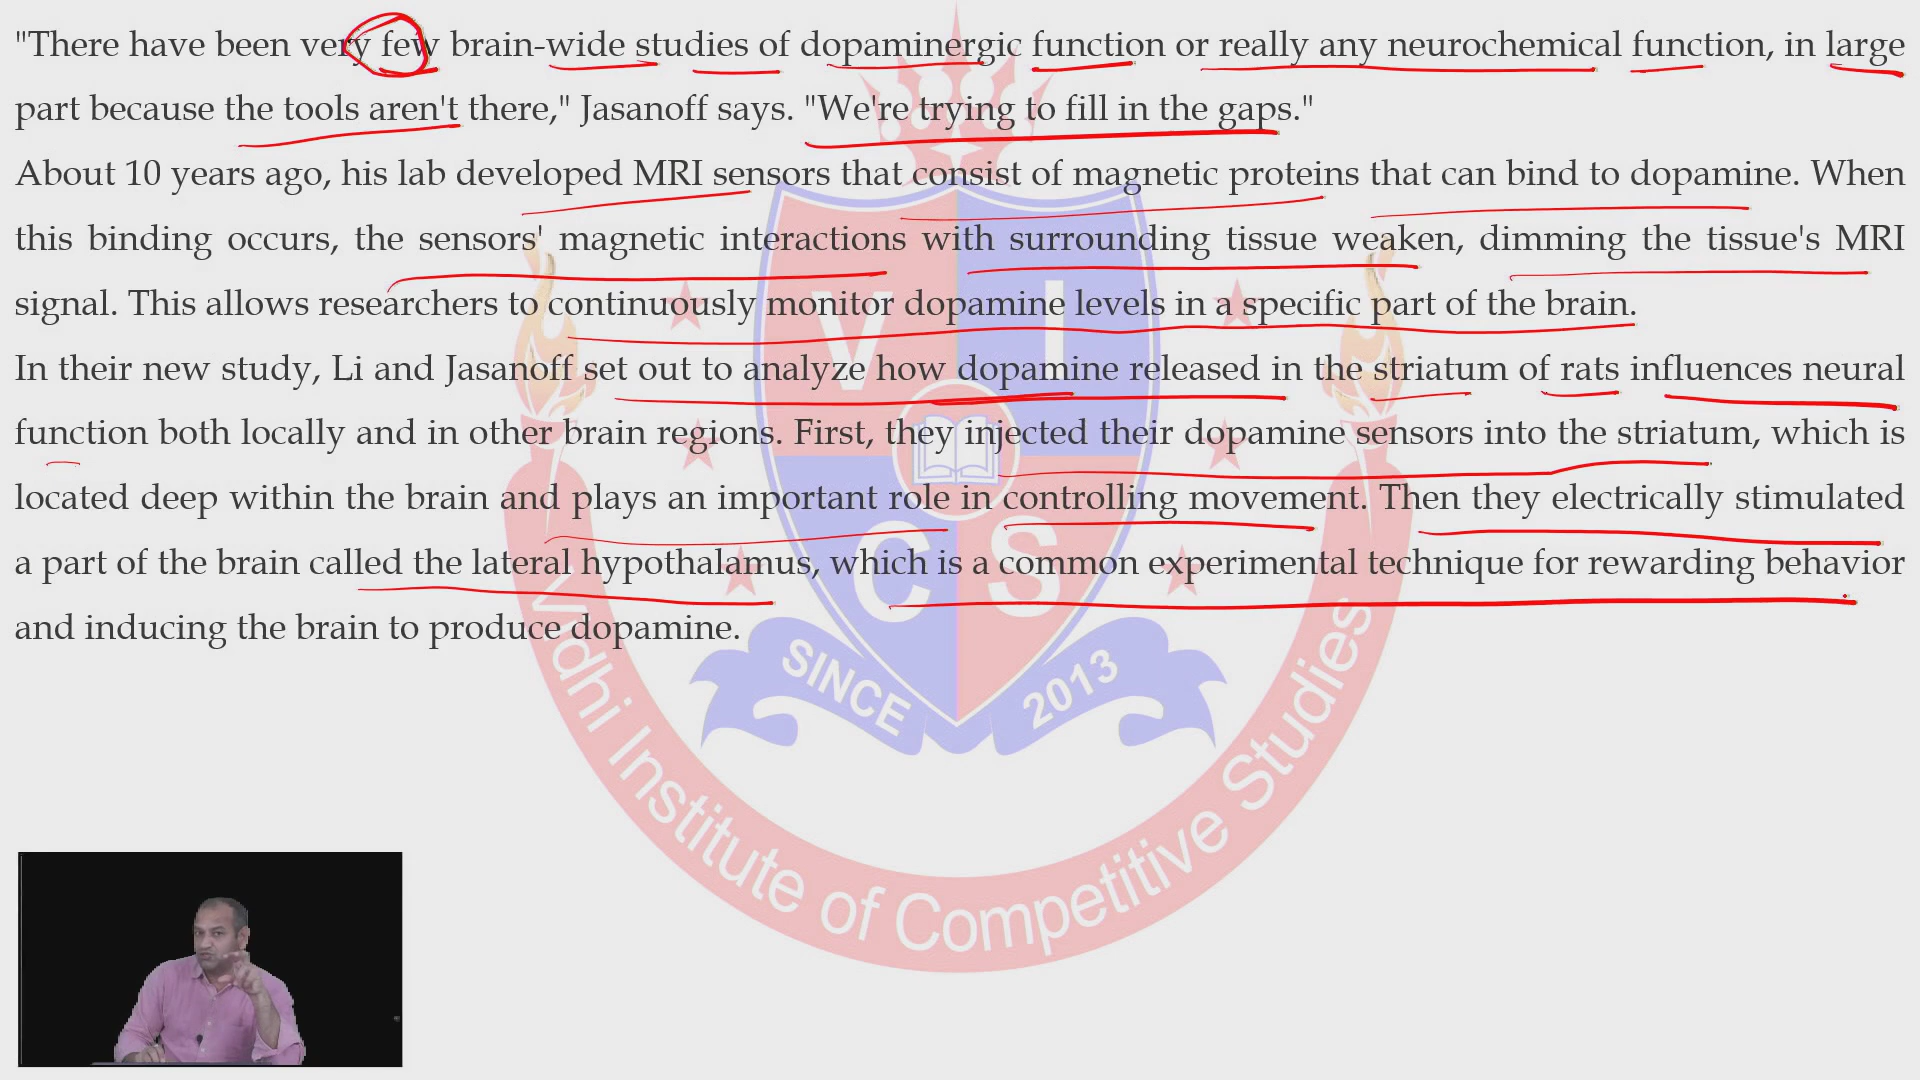 "There have been very few brain-wide studies of dopaminergic function or really any neurochemical function, in large
part because the tools aren't there," Jasanoff says. "We're trying to fill in the gaps."
About 10 years ago, his lab developed MRI sensors that consist of magnetic proteins that can bind to dopamine. When
this binding occurs, the sensors' magnetic interactions with surrounding tissue weaken, dimming the tissue's MRI
signal. This allows researchers to continuously monitor dopamine levels in a specific part of the brain.
In their new study, Li and Jasanoff set out to analyze how dopamine released in the striatum of rats influences neural
function both locally and in other brain regions. First, they injected their dopamine sensors into the striatum, which is
located deep within the brain and plays an important role in controlling movement. Then they electrically stimulated
a part of the brain called the lateral hypothalamus, which is a common experimental technique for rewarding behavior
and inducing the brain to produce dopamine.
V I
C S
SINCE 2013
Vidhi Institute of Competitive Studies